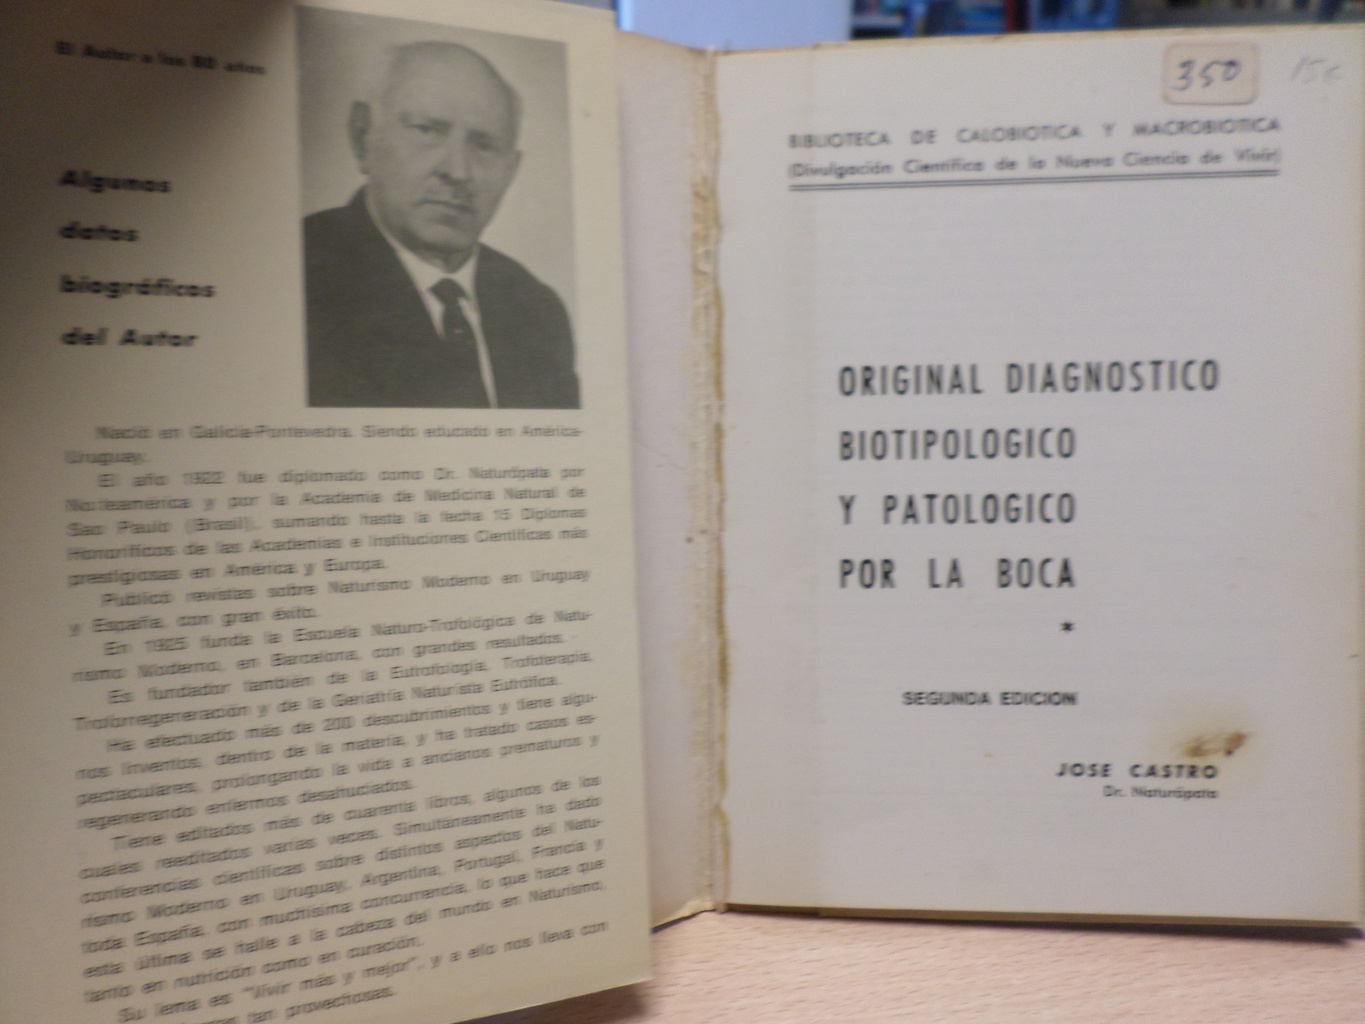 El Autor a los 80 años
Algunos
datos
biográficos
del Autor
Nació en Galicia-Pontevedra. Siendo educado en América-
Uruguay.
El año 1922 fue diplomado como Dr. Naturópata por
Norteamérica y por la Academia de Medicina Natural de
Sao Paulo (Brasil), sumando hasta la fecha 15 Diplomas
Honoríficos de las Academias e Instituciones Científicas más
prestigiosas en América y Europa.
Publicó revistas sobre Naturismo Moderno en Uruguay
y España, con gran éxito.
En 1925 funda la Escuela Naturo-Trofológica de Natu-
rismo Moderno, en Barcelona, con grandes resultados.
Es fundador también de la Eutrofología, Trofoterapia,
Troforregeneración y de la Geriatría Naturista Eutrófica.
Ha efectuado más de 200 descubrimientos y tiene algu-
nos inventos, dentro de la materia, y ha tratado casos es-
pectaculares, prolongando la vida a ancianos prematuros y
regenerando enfermos desahuciados.
Tiene editados más de cuarenta libros, algunos de los
cuales reeditados varias veces. Simultáneamente ha dado
conferencias científicas sobre distintos aspectos del Natu-
rismo Moderno en Uruguay, Argentina, Portugal, Francia y
toda España, con muchísima concurrencia, lo que hace que
esta última se halle a la cabeza del mundo en Naturismo,
tanto en nutrición como en curación.
Su lema es "Vivir más y mejor", y a ello nos lleva con
tan provechosas.
350
15€
BIBLIOTECA DE CALOBIOTICA Y MACROBIOTICA
(Divulgación Científica de la Nueva Ciencia de Vivir)
ORIGINAL DIAGNOSTICO
BIOTIPOLOGICO
Y PATOLOGICO
POR LA BOCA
*
SEGUNDA EDICION
JOSE CASTRO
Dr. Naturópata